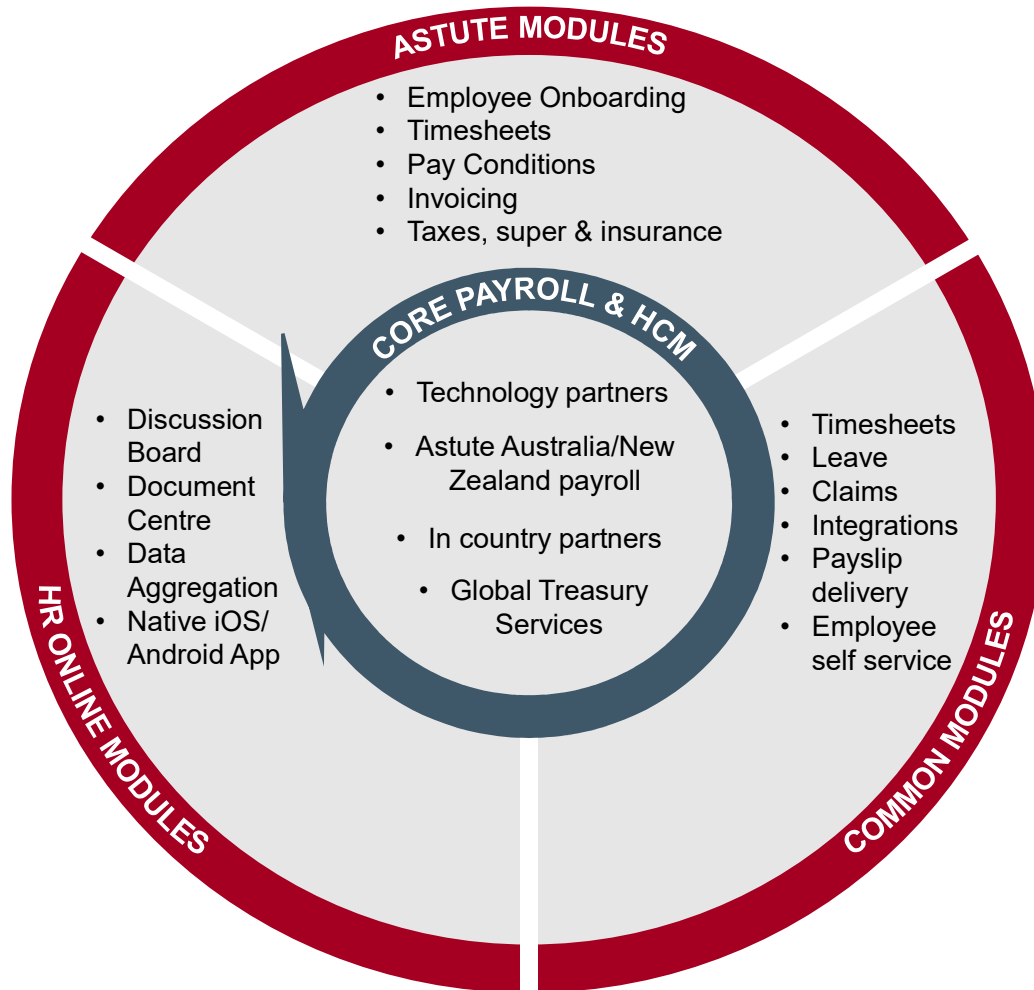 ASTUTE MODULES
• Employee Onboarding
• Timesheets
• Pay Conditions
• Invoicing
• Taxes, super & insurance
CORE PAYROLL & HCM
• Technology partners
• Astute Australia/New
Zealand payroll
• In country partners
• Global Treasury
Services
HR ONLINE MODULES
• Discussion
Board
• Document
Centre
• Data
Aggregation
• Native iOS/
Android App
COMMON MODULES
• Timesheets
• Leave
• Claims
• Integrations
• Payslip
delivery
• Employee
self service